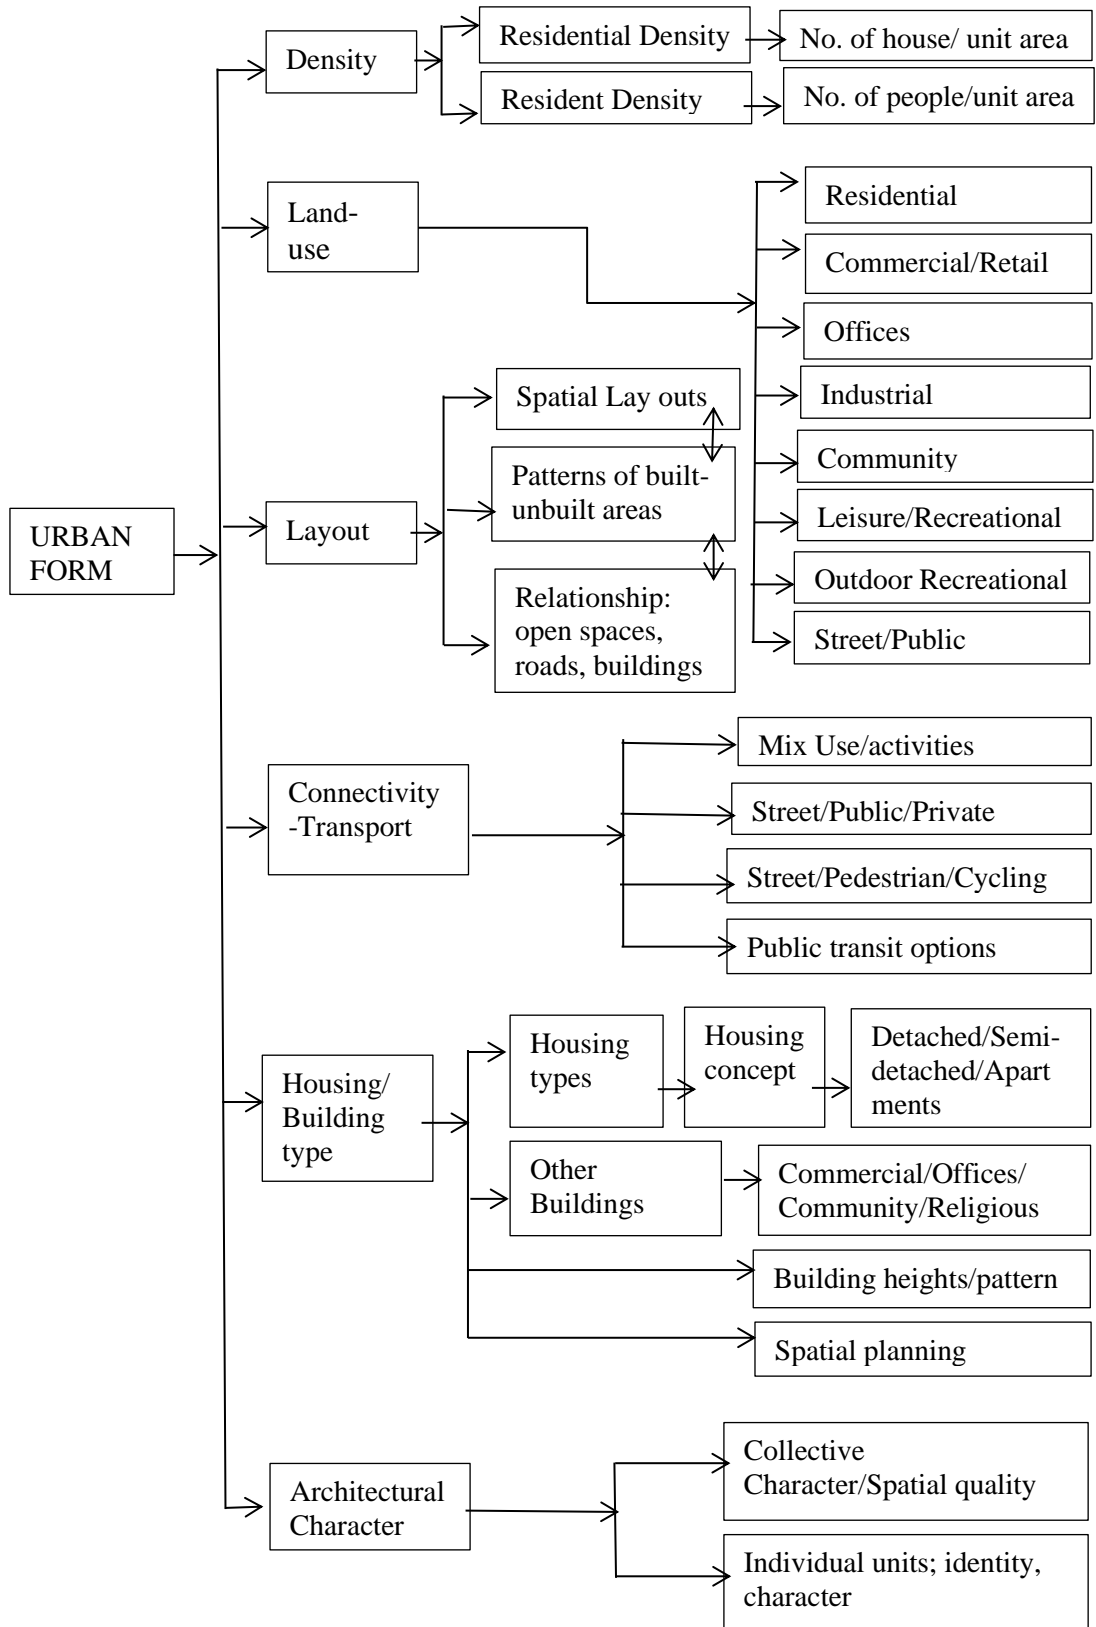 Density
Residential Density
No. of house/ unit area
Resident Density
No. of people/unit area
Land-
use
Residential
Commercial/Retail
Offices
Industrial
Community
Leisure/Recreational
Outdoor Recreational
Street/Public
URBAN
FORM
Layout
Spatial Lay outs
Patterns of built-
unbuilt areas
Relationship:
open spaces,
roads, buildings
Connectivity
-Transport
Mix Use/activities
Street/Public/Private
Street/Pedestrian/Cycling
Public transit options
Housing/
Building
type
Housing
types
Housing
concept
Detached/Semi-
detached/Apart
ments
Other
Buildings
Commercial/Offices/
Community/Religious
Building heights/pattern
Spatial planning
Architectural
Character
Collective
Character/Spatial quality
Individual units; identity,
character